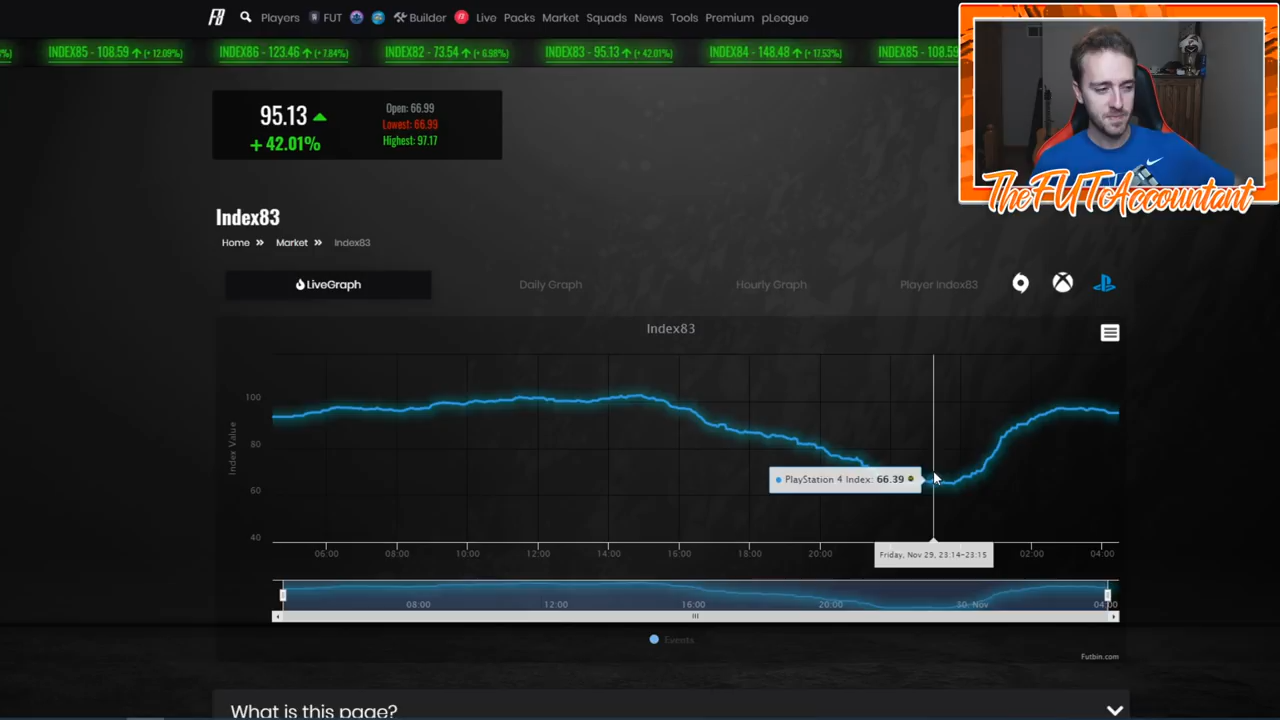 F8 Players FUT Builder Live Packs Market Squads News Tools Premium pLeague
INDEX85 - 108.59 (+ 12.09%) INDEX86 - 123.46 (+ 7.84%) INDEX82 - 73.54 (+ 6.98%) INDEX83 - 95.13 (+ 42.01%) INDEX84 - 148.48 (+ 17.53%) INDEX85 - 108.59
95.13
+ 42.01%
Open: 66.99
Lowest: 66.99
Highest: 97.17
TheFUTAccountant
Index83
Home » Market » Index83
LiveGraph Daily Graph Hourly Graph Player Index83
Index83
Index Value
100
80
60
40
PlayStation 4 Index: 66.39
Friday, Nov 29, 23:14-23:15
06:00 08:00 10:00 12:00 14:00 16:00 18:00 20:00 02:00 04:00
08:00 12:00 16:00 20:00 30. Nov 04:00
Events
Futbin.com
What is this page?